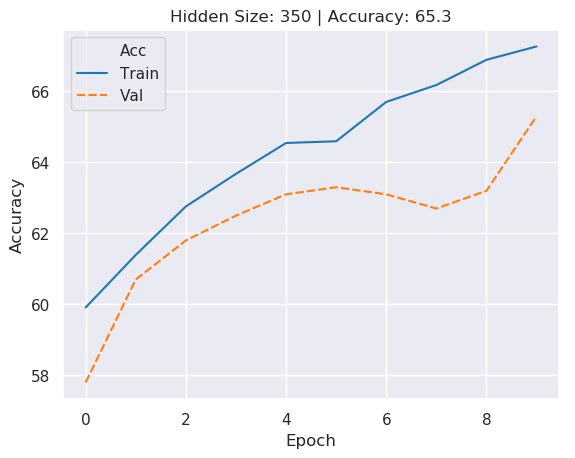 Hidden Size: 350 | Accuracy: 65.3
Acc
Train
Val
66
64
62
60
58
Accuracy
0 2 4 6 8
Epoch